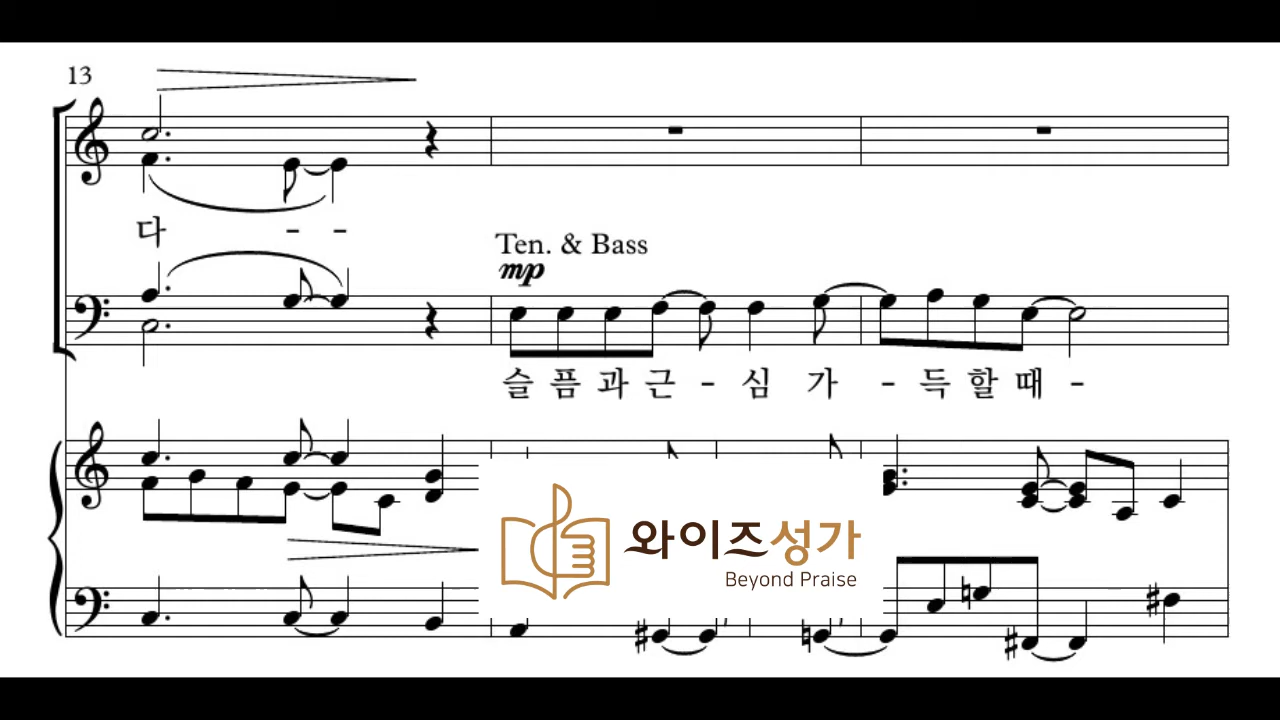 13
다 - -
Ten. & Bass
mp
슬 픔 과 근 - 심 가 - 득 할 때 -
와이즈성가
Beyond Praise